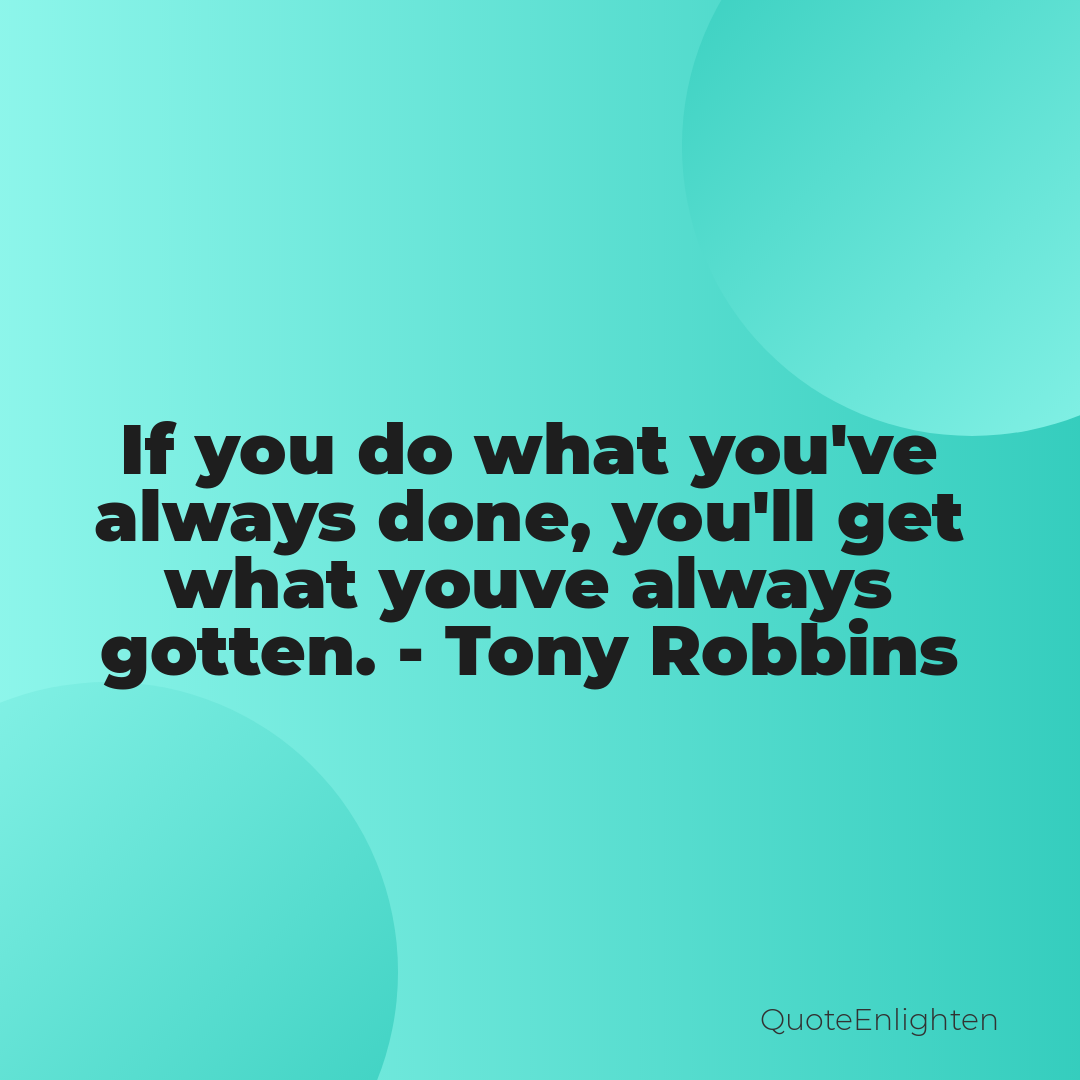 If you do what you've
always done, you'll get
what youve always
gotten. - Tony Robbins
QuoteEnlighten